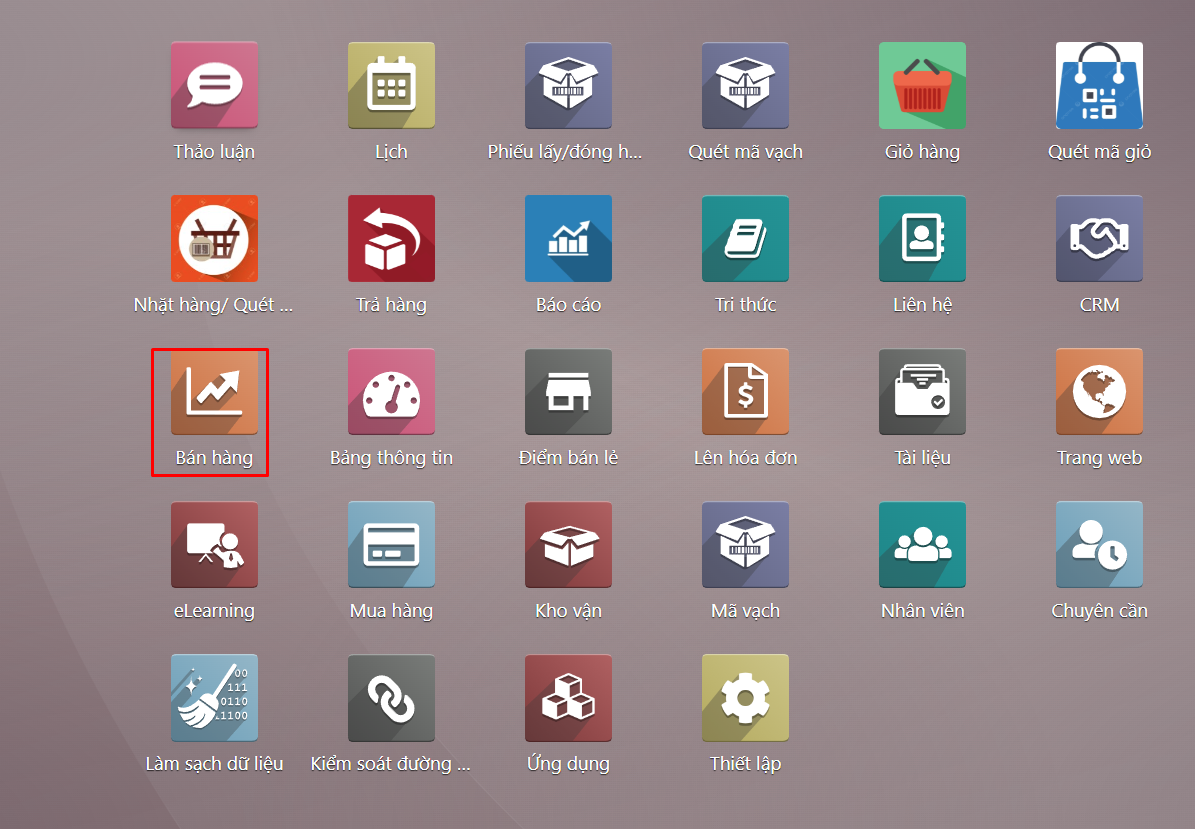 Thảo luận
Lịch
Phiếu lấy/đóng h...
Quét mã vạch
Giỏ hàng
Quét mã giỏ
Nhặt hàng/ Quét ...
Trả hàng
Báo cáo
Tri thức
Liên hệ
CRM
Bán hàng
Bảng thông tin
Điểm bán lẻ
$
Lên hóa đơn
Tài liệu
Trang web
eLearning
Mua hàng
Kho vận
Mã vạch
Nhân viên
Chuyên cần
00
111
0110
11100
Làm sạch dữ liệu
Kiểm soát đường ...
Ứng dụng
Thiết lập